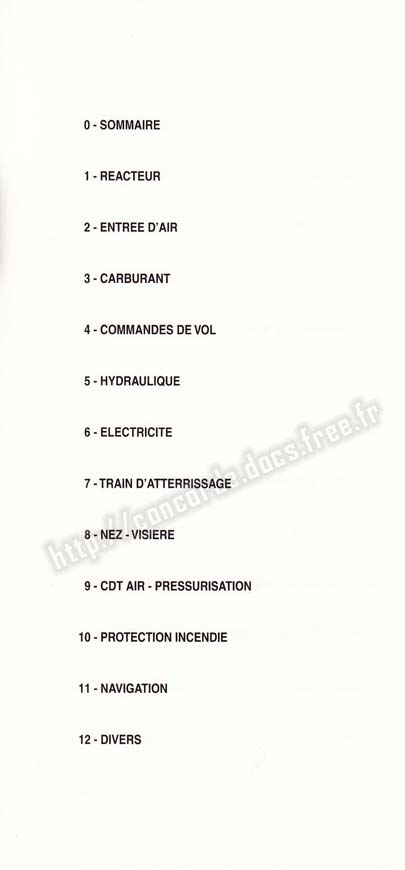 0 - SOMMAIRE
1 - REACTEUR
2 - ENTREE D'AIR
3 - CARBURANT
4 - COMMANDES DE VOL
5 - HYDRAULIQUE
6 - ELECTRICITE
7 - TRAIN D'ATTERRISSAGE
8 - NEZ - VISIERE
9 - CDT AIR - PRESSURISATION
10 - PROTECTION INCENDIE
11 - NAVIGATION
12 - DIVERS
http://concorde.docs.free.fr